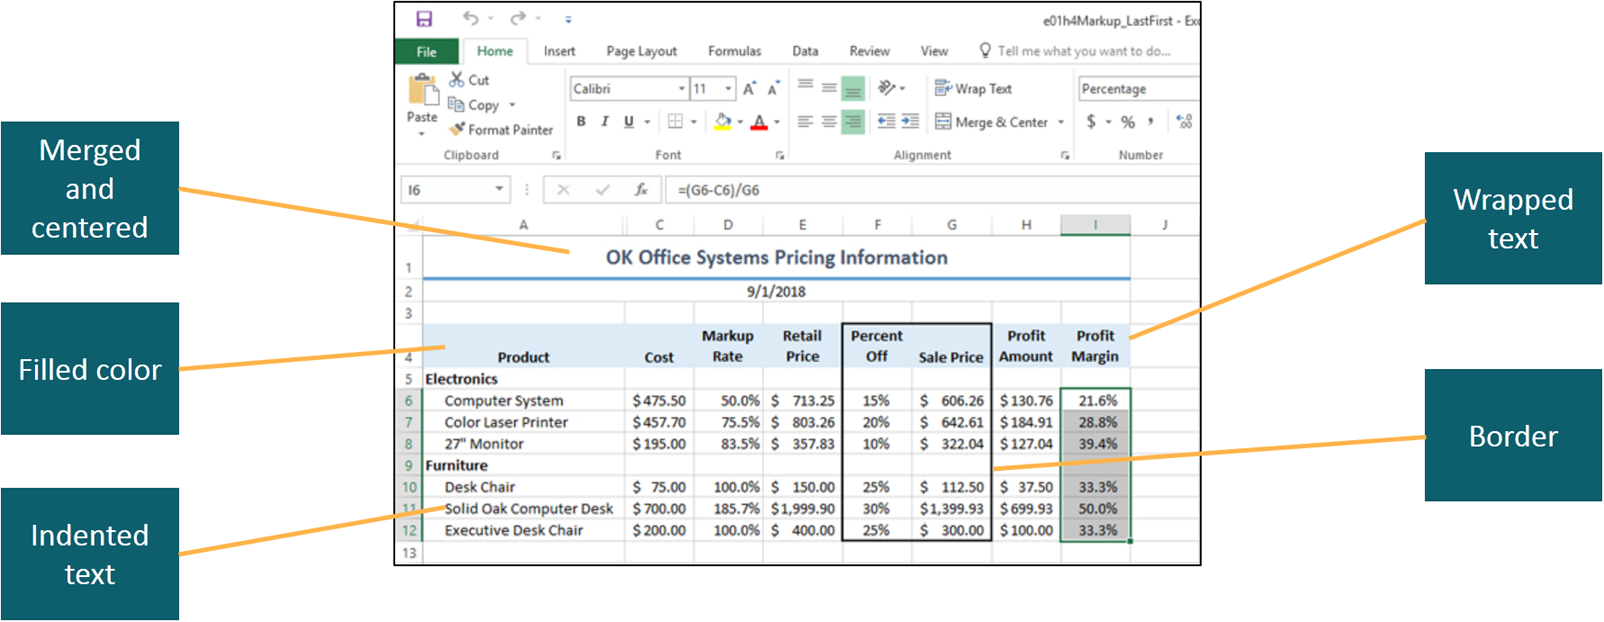 e01h4Markup_LastFirst - Exc
File Home Insert Page Layout Formulas Data Review View Tell me what you want to do...
Cut
Copy
Format Painter
Paste
Calibri 11
B I U
A A A
Wrap Text
Merge & Center
Percentage
$ % ,
Clipboard Font Alignment Number
I6 fx =(G6-C6)/G6
A C D E F G H I J
1 OK Office Systems Pricing Information
2 9/1/2018
3
Markup Retail Percent Profit Profit
4 Product Cost Rate Price Off Sale Price Amount Margin
5 Electronics
6 Computer System $475.50 50.0% $ 713.25 15% $ 606.26 $130.76 21.6%
7 Color Laser Printer $457.70 75.5% $ 803.26 20% $ 642.61 $184.91 28.8%
8 27" Monitor $195.00 83.5% $ 357.83 10% $ 322.04 $127.04 39.4%
9 Furniture
10 Desk Chair $ 75.00 100.0% $ 150.00 25% $ 112.50 $ 37.50 33.3%
11 Solid Oak Computer Desk $700.00 185.7% $1,999.90 30% $1,399.93 $699.93 50.0%
12 Executive Desk Chair $200.00 100.0% $ 400.00 25% $ 300.00 $100.00 33.3%
13
Merged
and
centered
Filled color
Indented
text
Wrapped
text
Border